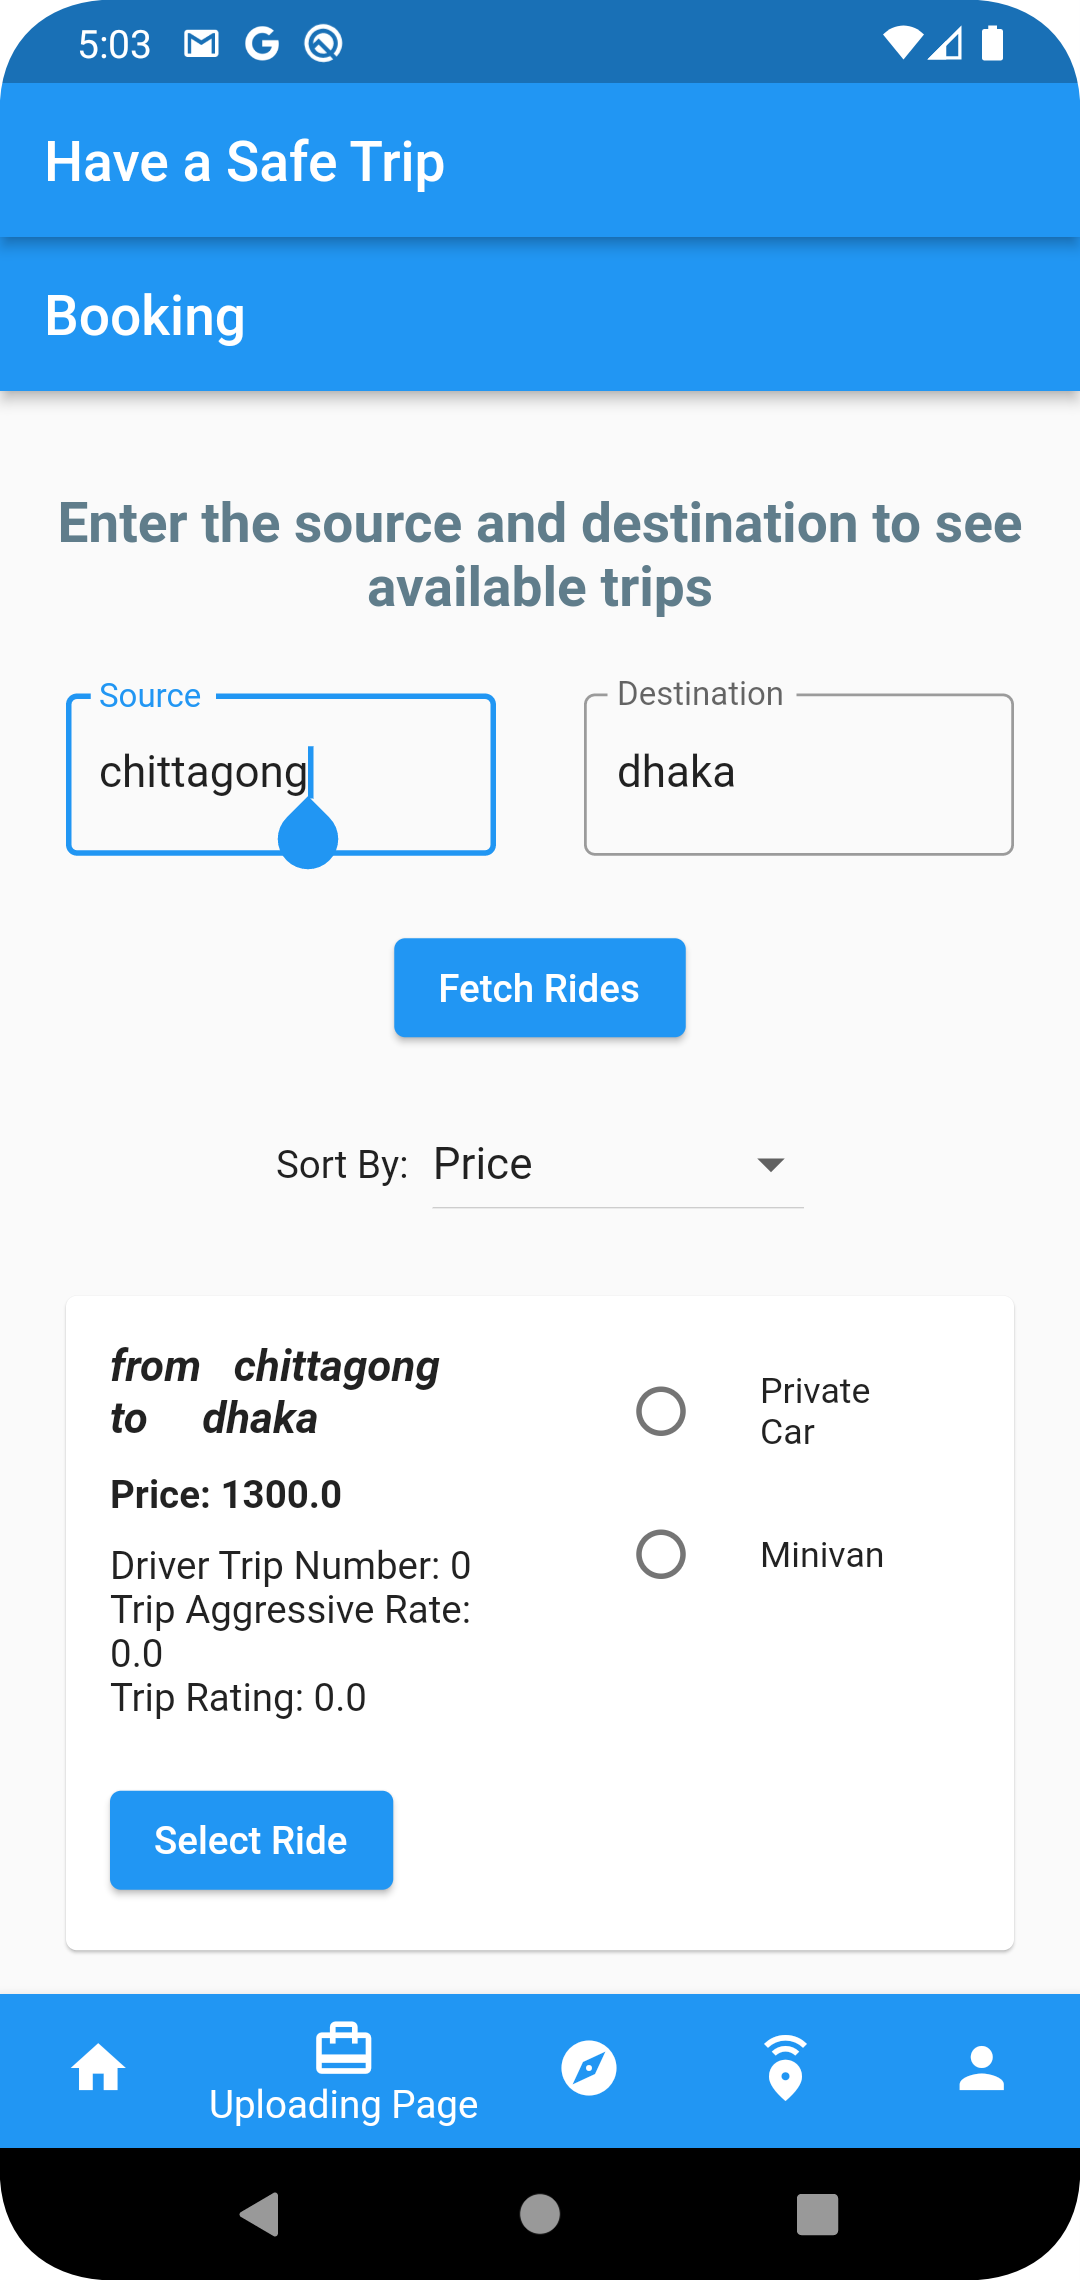 5:03
Have a Safe Trip
Booking
Enter the source and destination to see
available trips
Source
Destination
chittagong
dhaka
Fetch Rides
Sort By: Price
from chittagong
to dhaka
Price: 1300.0
Driver Trip Number: 0
Trip Aggressive Rate:
0.0
Trip Rating: 0.0
Private
Car
Minivan
Select Ride
Uploading Page